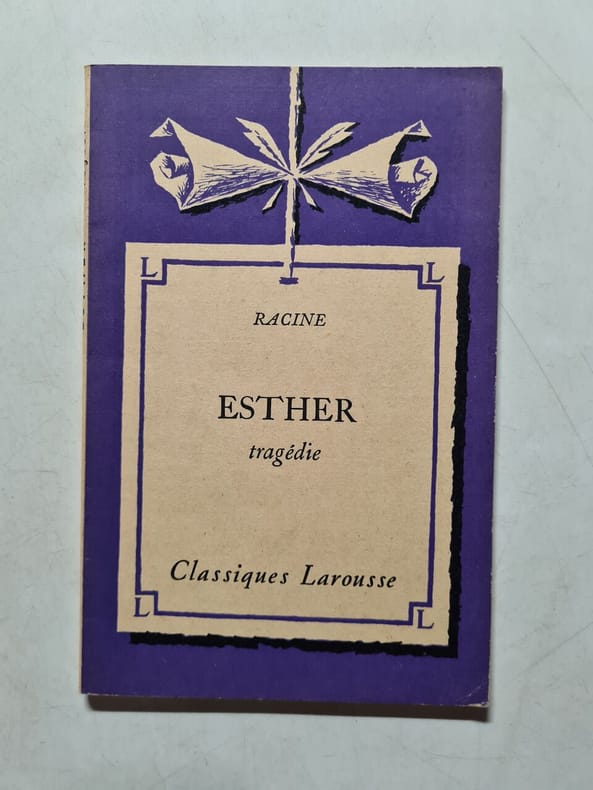 L L
RACINE
ESTHER
tragédie
Classiques Larousse
L L